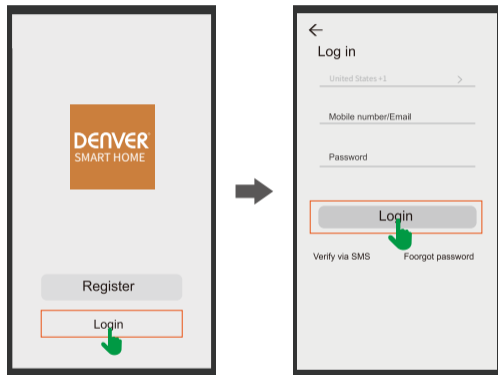 DENVER
SMART HOME
Register
Login
Log in
United States +1
Mobile number/Email
Password
Login
Verify via SMS
Foorgot password